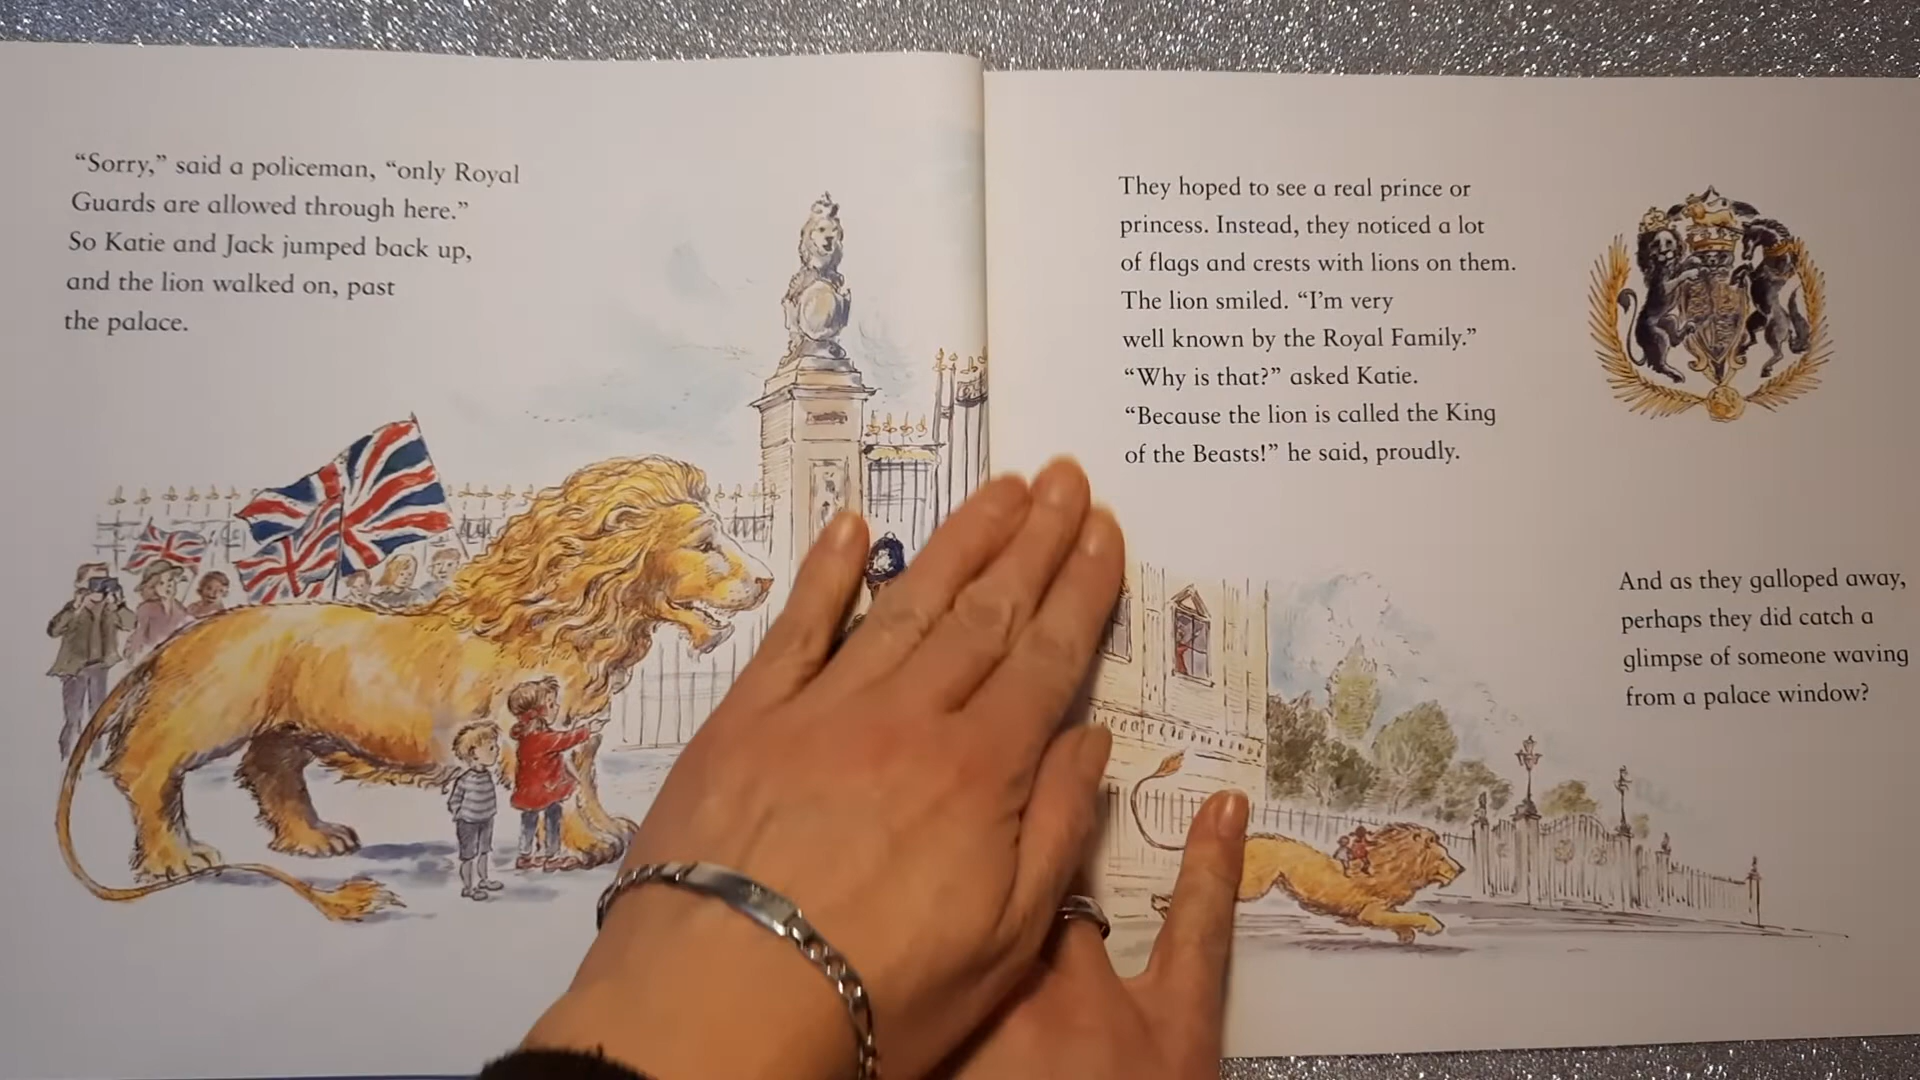 “Sorry,” said a policeman, “only Royal
Guards are allowed through here.”
So Katie and Jack jumped back up,
and the lion walked on, past
the palace.
They hoped to see a real prince or
princess. Instead, they noticed a lot
of flags and crests with lions on them.
The lion smiled. “I’m very
well known by the Royal Family.”
“Why is that?” asked Katie.
“Because the lion is called the King
of the Beasts!” he said, proudly.
And as they galloped away,
perhaps they did catch a
glimpse of someone waving
from a palace window?